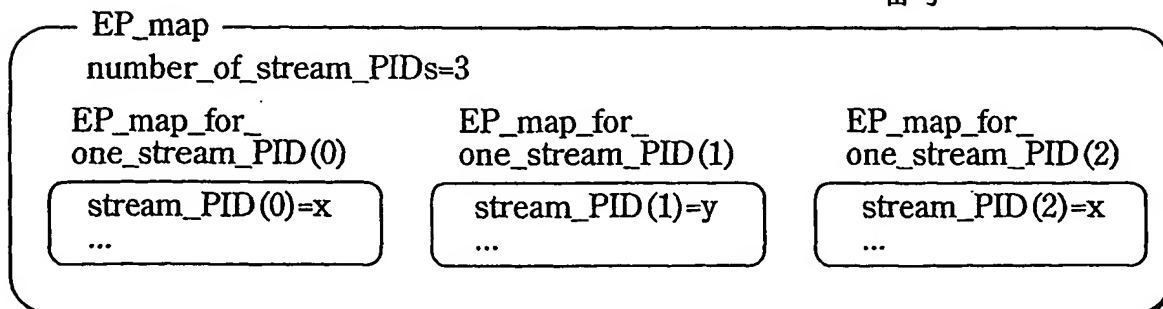 EP_map
number_of_stream_PIDs=3
EP_map_for_
one_stream_PID(0)
stream_PID(0)=x
...
EP_map_for_
one_stream_PID(1)
stream_PID(1)=y
...
EP_map_for_
one_stream_PID(2)
stream_PID(2)=x
...